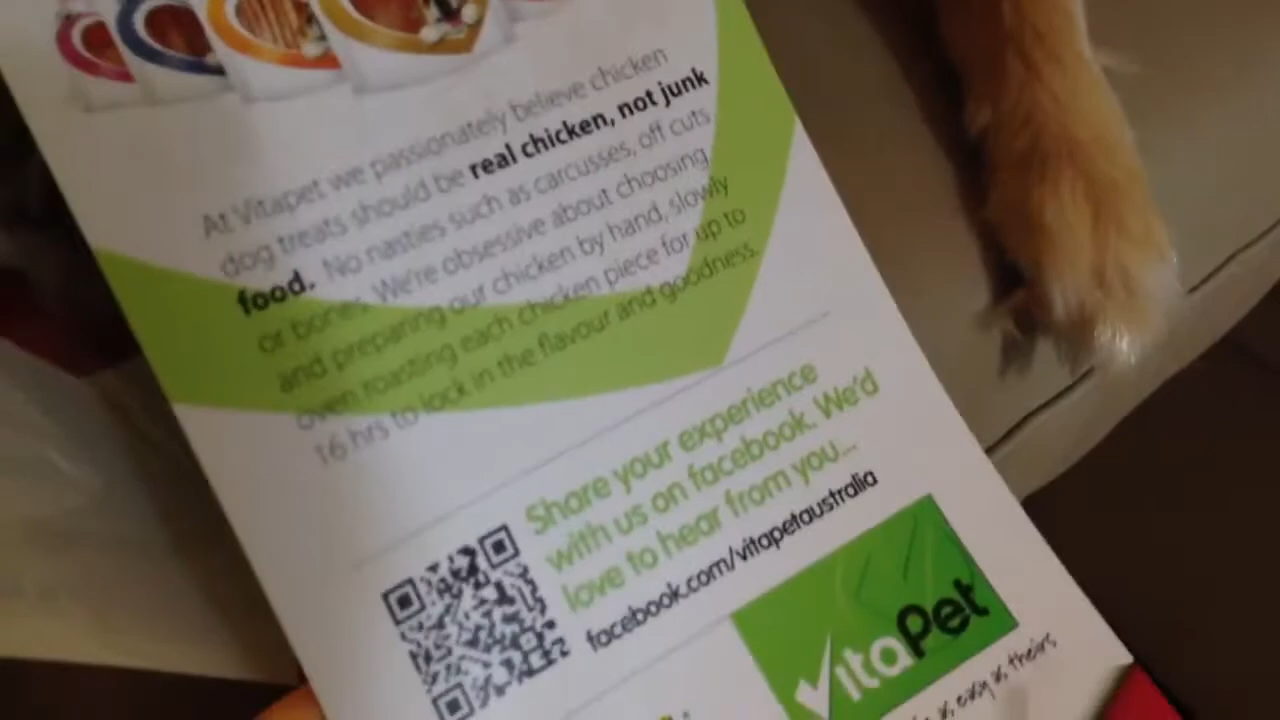 At Vitapet we passionately believe chicken
dog treats should be real chicken, not junk
food. No nasties such as carcusses, off cuts
or bones. We're obsessive about choosing
and preparing our chicken by hand, slowly
oven roasting each chicken piece for up to
16 hrs to lock in the flavour and goodness.
Share your experience
with us on facebook. We'd
love to hear from you...
facebook.com/vitapetaustralia
VitaPet
easy as theirs